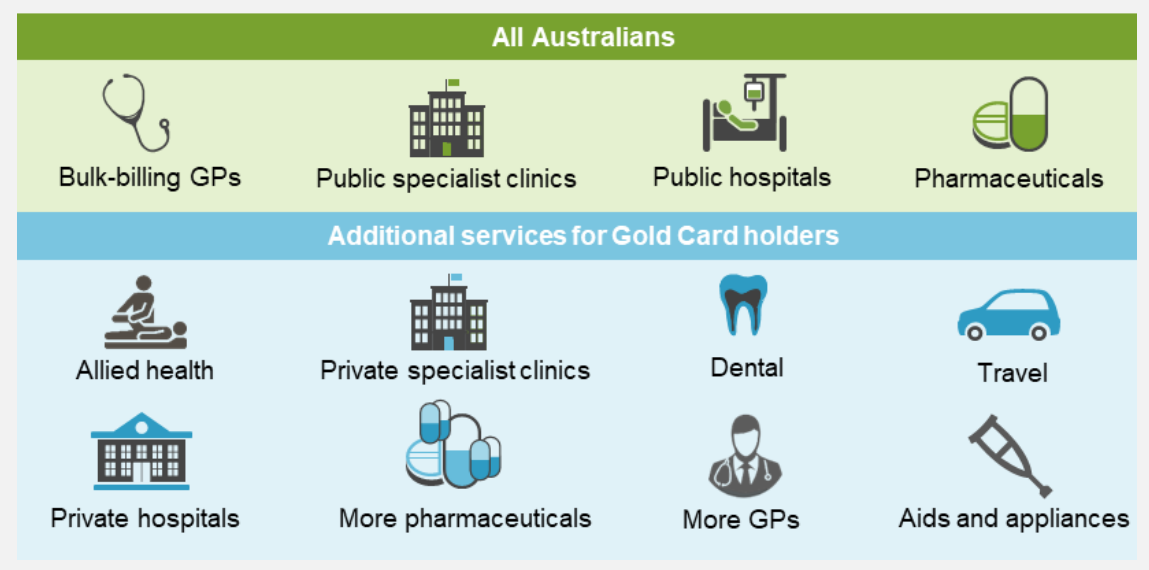 All Australians
Bulk-billing GPs
Public specialist clinics
Public hospitals
Pharmaceuticals
Additional services for Gold Card holders
Allied health
Private specialist clinics
Dental
Travel
Private hospitals
More pharmaceuticals
More GPs
Aids and appliances